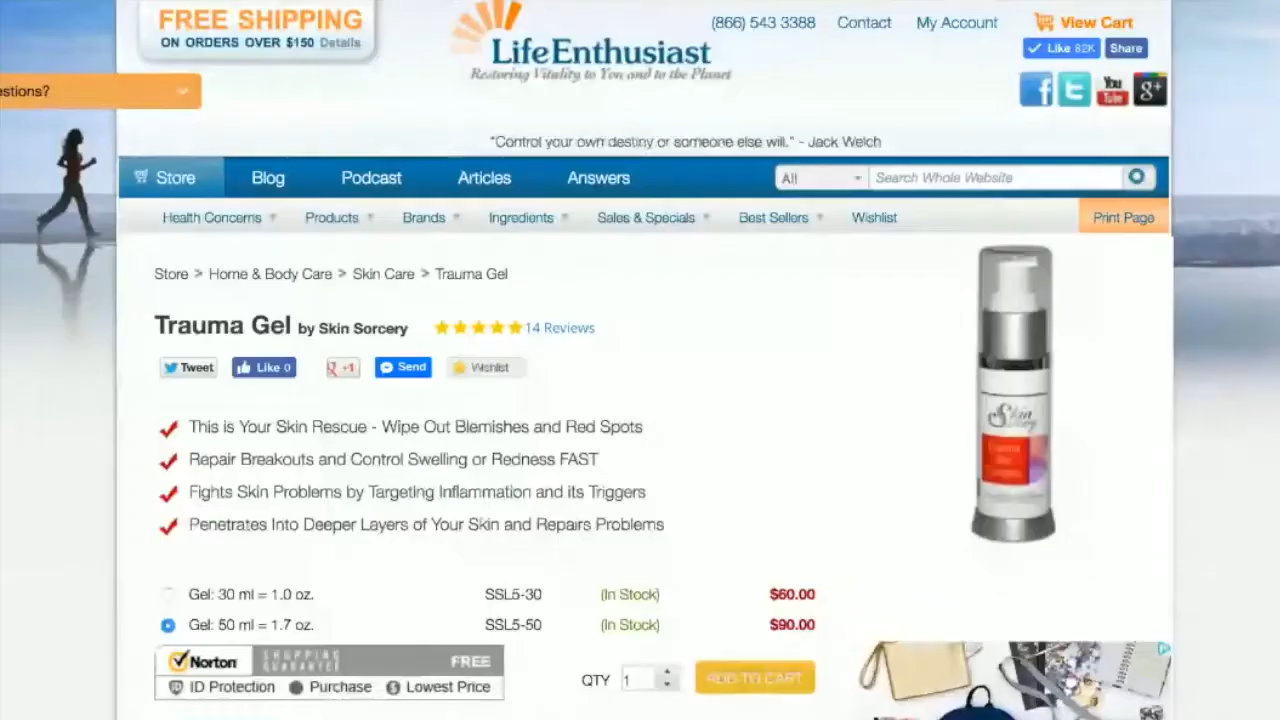 FREE SHIPPING
ON ORDERS OVER $150 Details
LifeEnthusiast
Restoring Vitality to You and to the Planet
(866) 543 3388 Contact My Account View Cart
Like 82K Share
You
Tube
g+
estions?
"Control your own destiny or someone else will." - Jack Welch
Store Blog Podcast Articles Answers All Search Whole Website
Health Concerns Products Brands Ingredients Sales & Specials Best Sellers Wishlist Print Page
Store > Home & Body Care > Skin Care > Trauma Gel
Trauma Gel by Skin Sorcery 14 Reviews
Tweet Like 0 +1 Send Wishlist
Skin
This is Your Skin Rescue - Wipe Out Blemishes and Red Spots
Repair Breakouts and Control Swelling or Redness FAST
Fights Skin Problems by Targeting Inflammation and its Triggers
Penetrates Into Deeper Layers of Your Skin and Repairs Problems
Gel: 30 ml = 1.0 oz. SSL5-30 (In Stock) $60.00
Gel: 50 ml = 1.7 oz. SSL5-50 (In Stock) $90.00
Norton SHOPPING GUARANTEE FREE
ID Protection Purchase Lowest Price
QTY 1 ADD TO CART